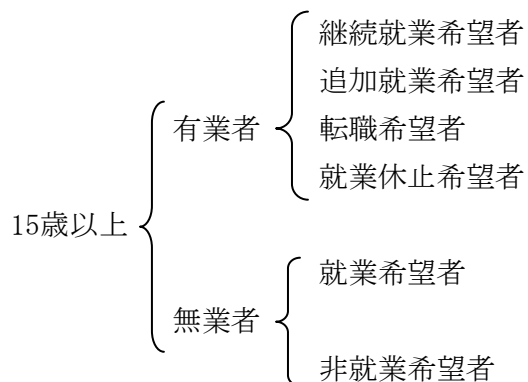 継続就業希望者
追加就業希望者
有業者
転職希望者
就業休止希望者
15歳以上
就業希望者
無業者
非就業希望者